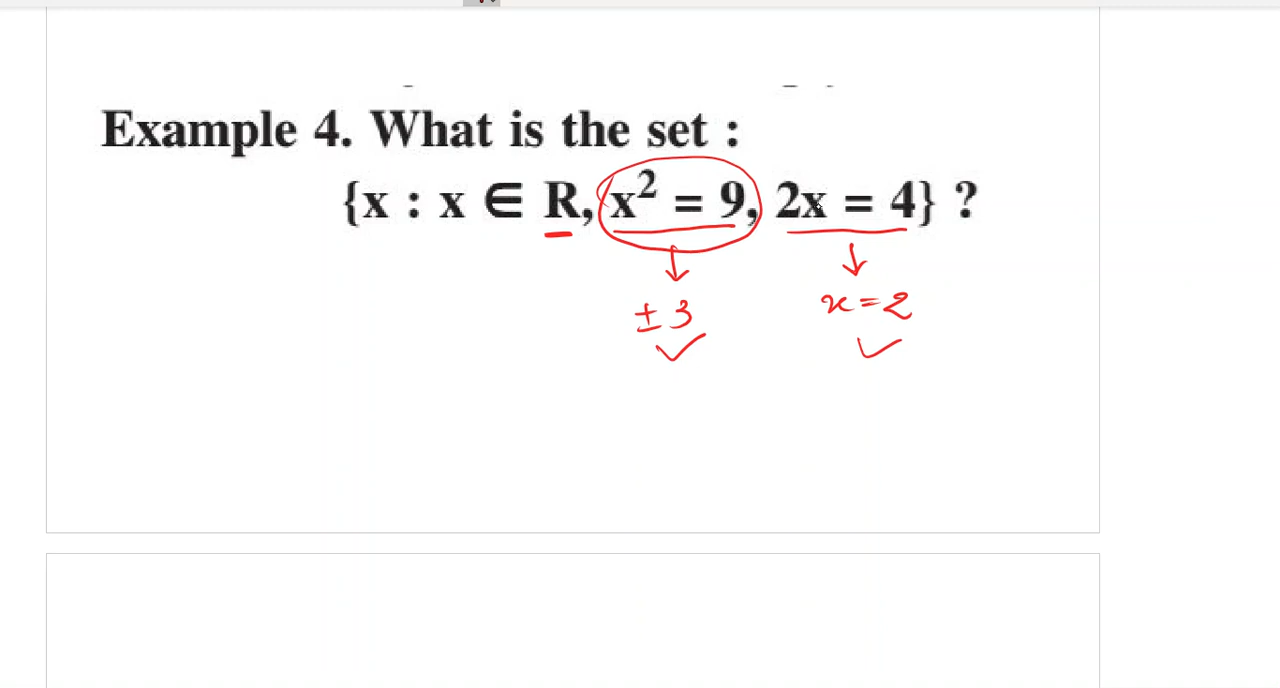 Example 4. What is the set :
{x : x ∈ R, x² = 9, 2x = 4} ?
± 3 x = 2